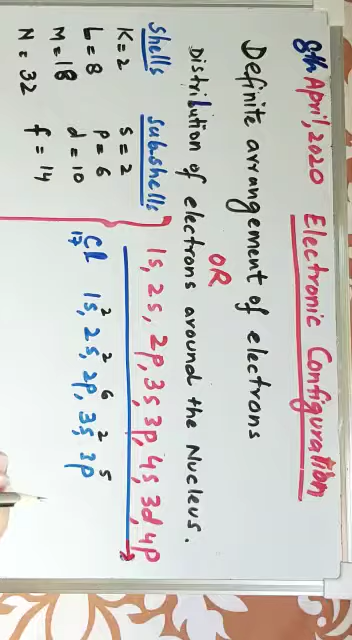 8th April, 2020 Electronic Configuration
Definite arrangement of electrons
OR
Distribution of electrons around the Nucleus.
Shells Subshells
K = 2 s = 2
L = 8 p = 6
M = 18 d = 10
N = 32 f = 14
1s, 2s, 2p, 3s, 3p, 4s, 3d, 4p
₁₇Cl 1s², 2s², 2p⁶, 3s² 3p⁵